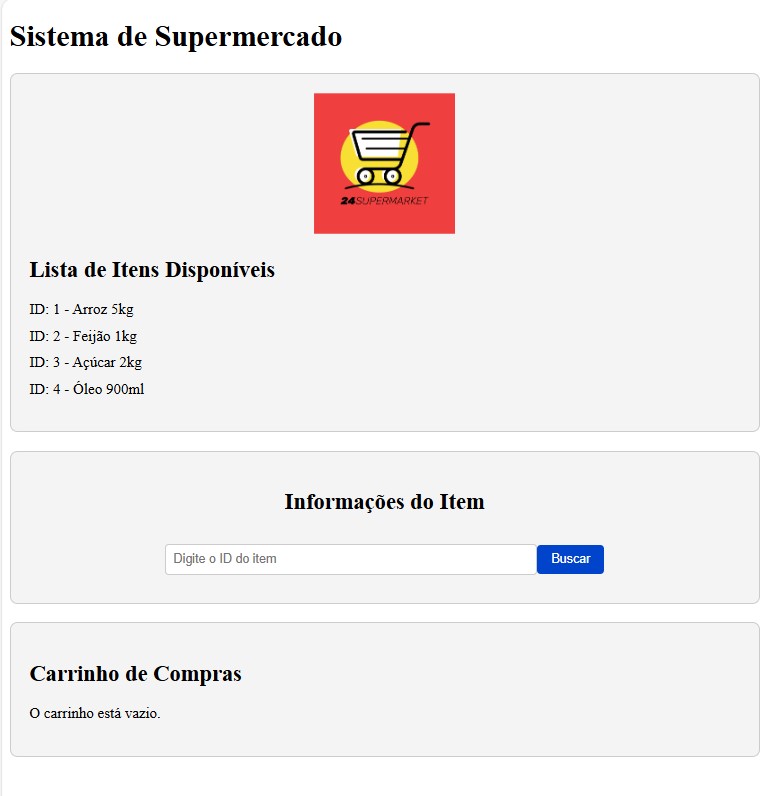 Sistema de Supermercado
24SUPERMARKET
Lista de Itens Disponíveis
ID: 1 - Arroz 5kg
ID: 2 - Feijão 1kg
ID: 3 - Açúcar 2kg
ID: 4 - Óleo 900ml
Informações do Item
Digite o ID do item Buscar
Carrinho de Compras
O carrinho está vazio.